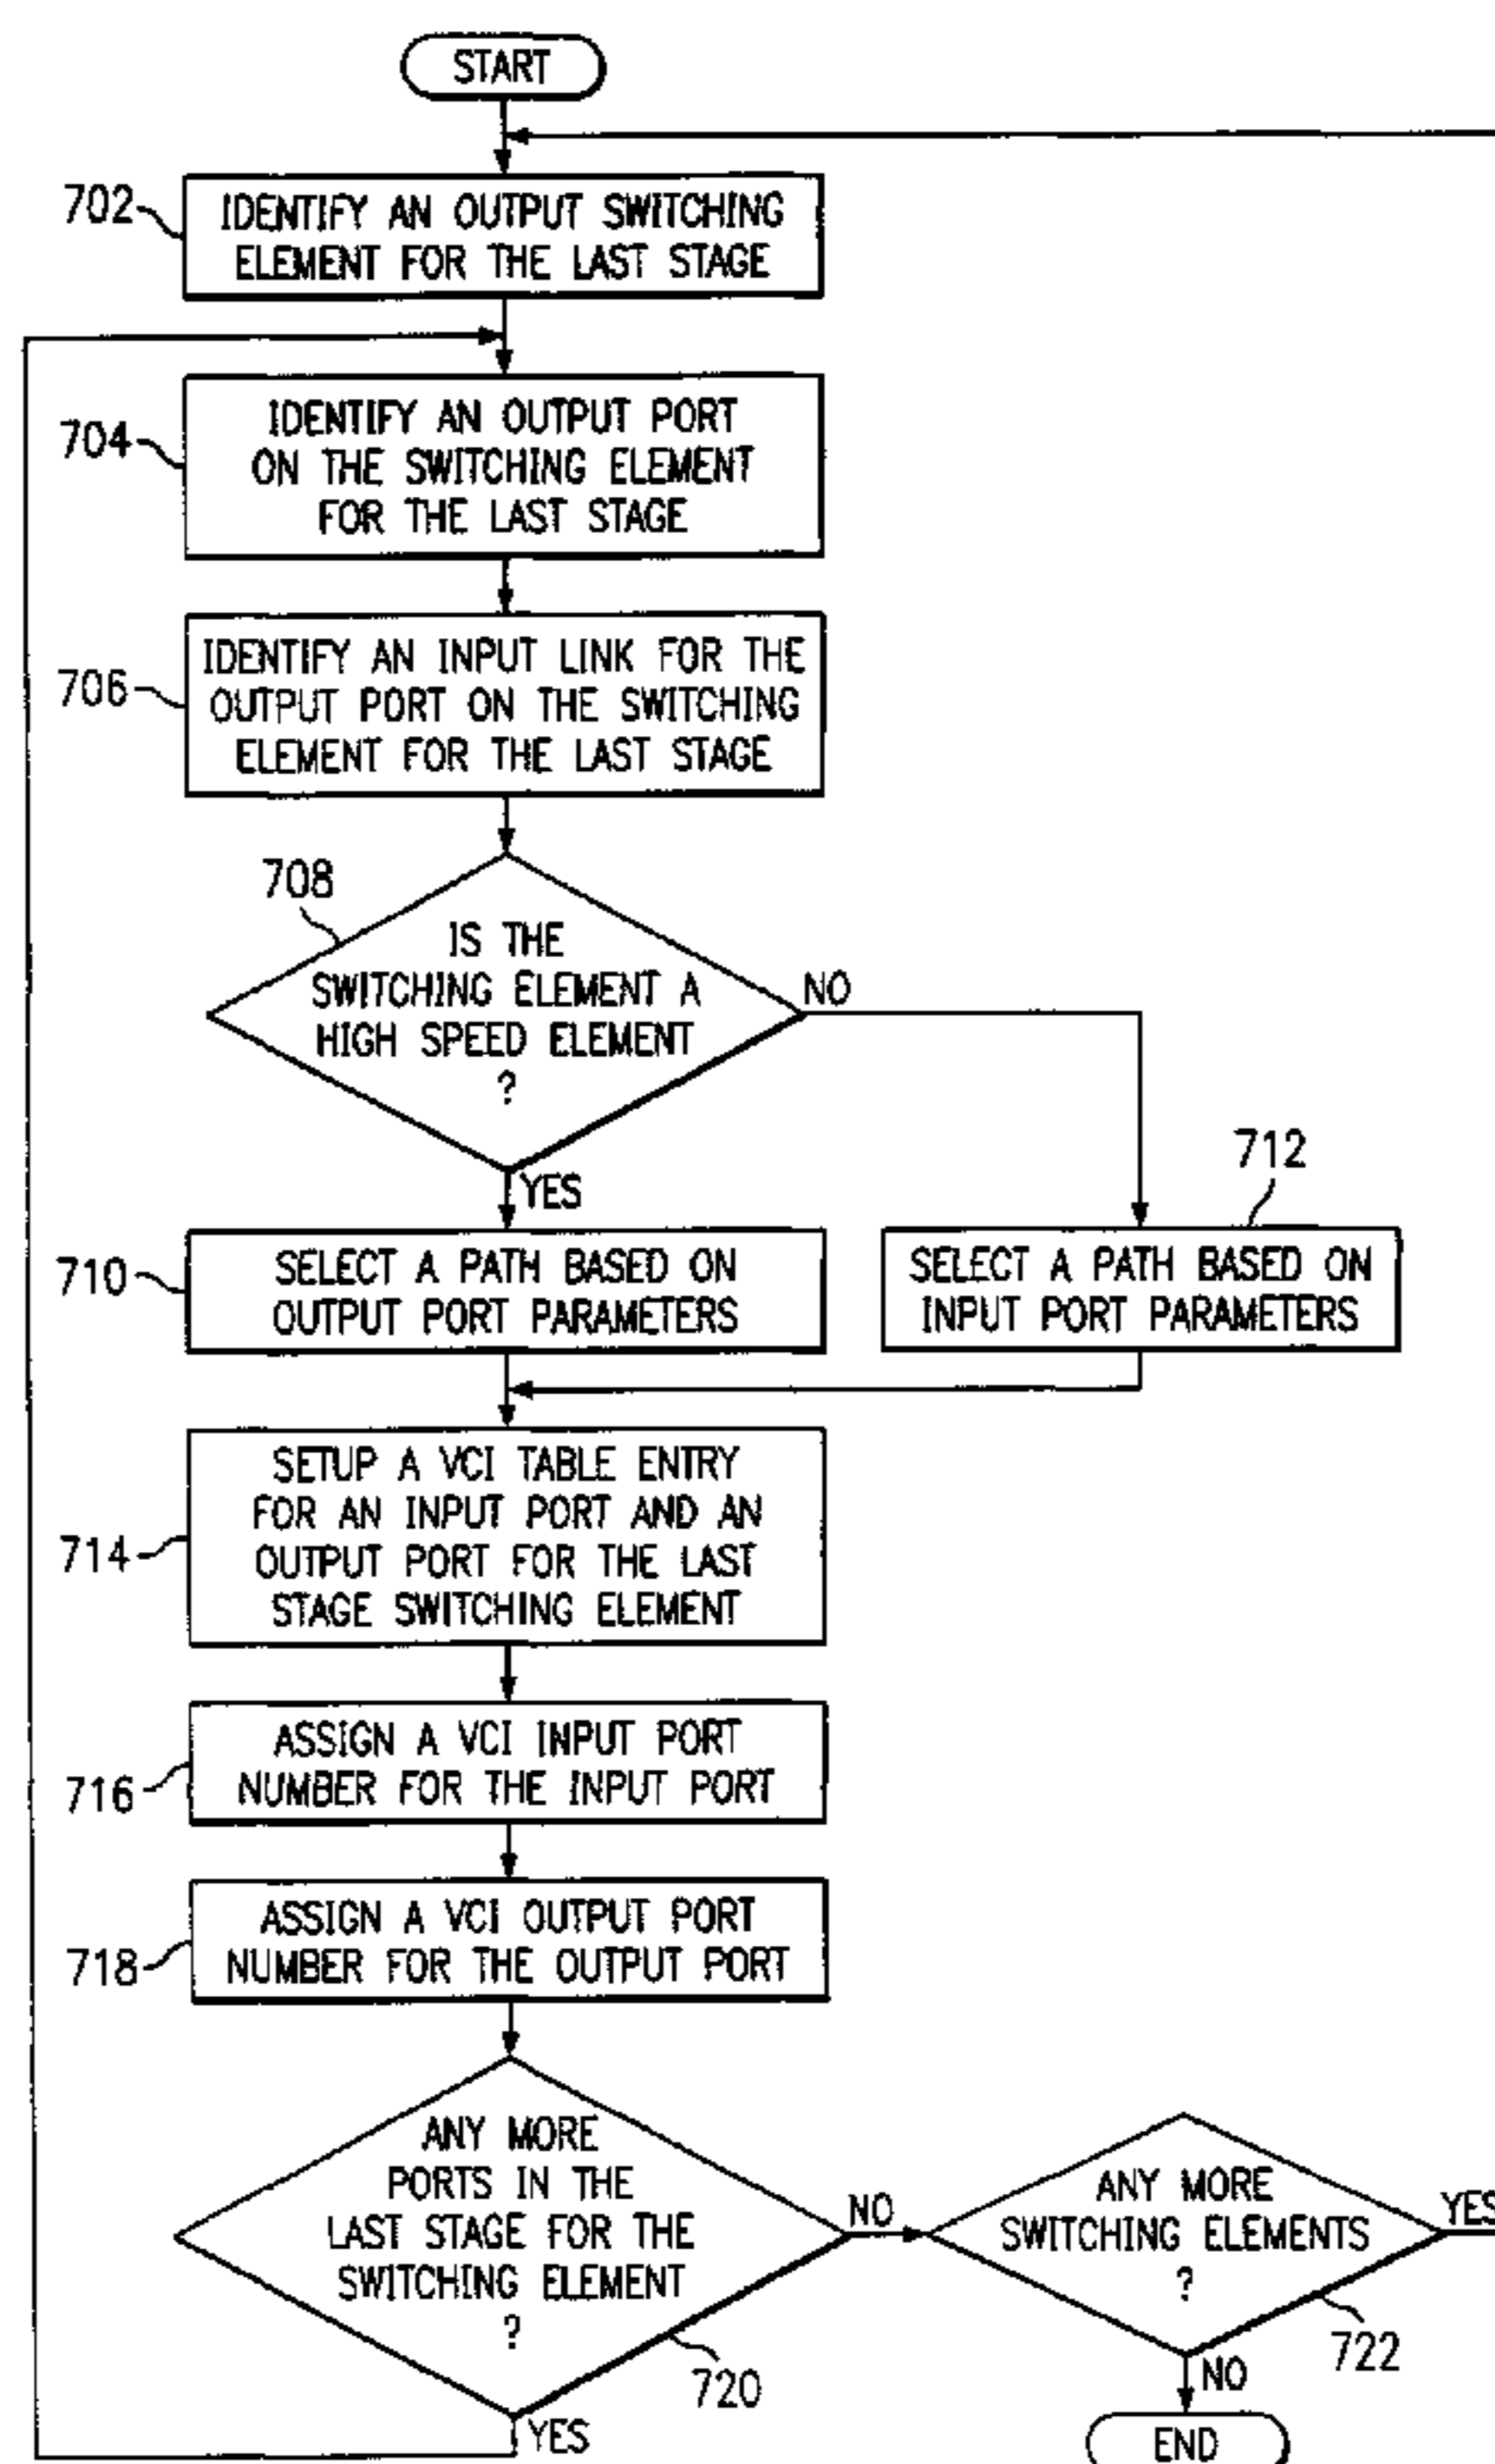 START
702
IDENTIFY AN OUTPUT SWITCHING
ELEMENT FOR THE LAST STAGE
704
IDENTIFY AN OUTPUT PORT
ON THE SWITCHING ELEMENT
FOR THE LAST STAGE
706
IDENTIFY AN INPUT LINK FOR THE
OUTPUT PORT ON THE SWITCHING
ELEMENT FOR THE LAST STAGE
708
IS THE
SWITCHING ELEMENT A
HIGH SPEED ELEMENT
?
NO
YES
710
SELECT A PATH BASED ON
OUTPUT PORT PARAMETERS
712
SELECT A PATH BASED ON
INPUT PORT PARAMETERS
714
SETUP A VCI TABLE ENTRY
FOR AN INPUT PORT AND AN
OUTPUT PORT FOR THE LAST
STAGE SWITCHING ELEMENT
716
ASSIGN A VCI INPUT PORT
NUMBER FOR THE INPUT PORT
718
ASSIGN A VCI OUTPUT PORT
NUMBER FOR THE OUTPUT PORT
ANY MORE
PORTS IN THE
LAST STAGE FOR THE
SWITCHING ELEMENT
?
720
NO
YES
ANY MORE
SWITCHING ELEMENTS
?
722
YES
NO
END